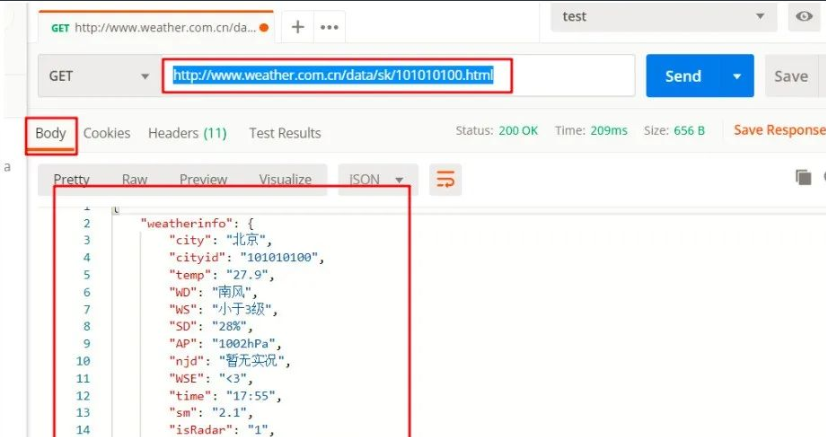 GET http://www.weather.com.cn/da... + ••• test
GET http://www.weather.com.cn/data/sk/101010100.html Send Save
Body Cookies Headers (11) Test Results Status: 200 OK Time: 209ms Size: 656 B Save Response
a
Pretty Raw Preview Visualize JSON
1 {
2 "weatherinfo": {
3 "city": "北京",
4 "cityid": "101010100",
5 "temp": "27.9",
6 "WD": "南风",
7 "WS": "小于3级",
8 "SD": "28%",
9 "AP": "1002hPa",
10 "njd": "暂无实况",
11 "WSE": "<3",
12 "time": "17:55",
13 "sm": "2.1",
14 "isRadar": "1",